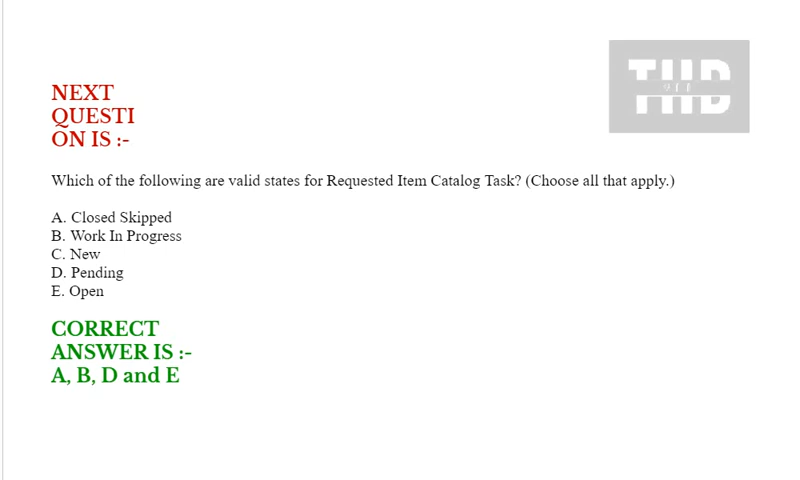 NEXT
QUESTI
ON IS :-
THD
Which of the following are valid states for Requested Item Catalog Task? (Choose all that apply.)
A. Closed Skipped
B. Work In Progress
C. New
D. Pending
E. Open
CORRECT
ANSWER IS :-
A, B, D and E